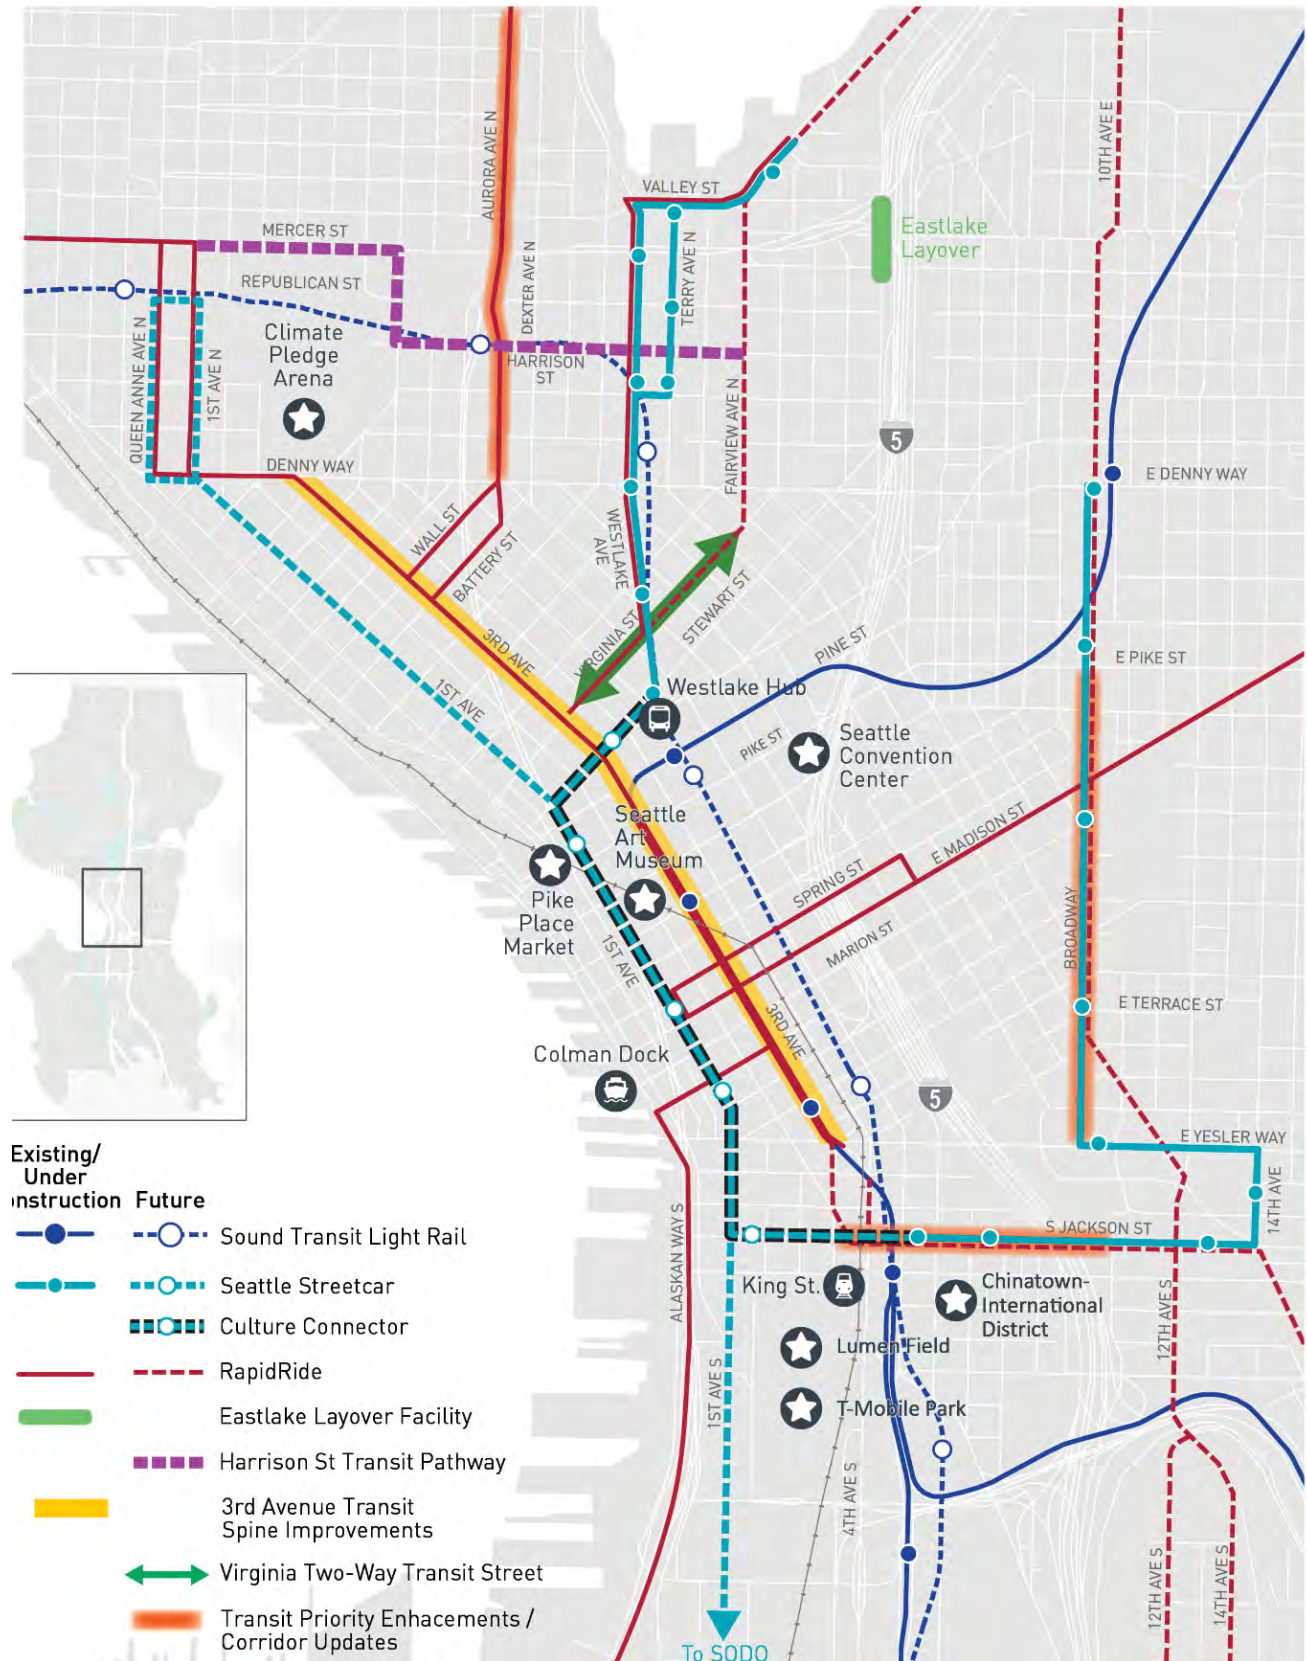 AURORA AVE N
10TH AVE E
VALLEY ST
MERCER ST
Eastlake
Layover
TERRY AVE N
DEXTER AVE N
REPUBLICAN ST
Climate
Pledge
Arena
HARRISON
ST
QUEEN ANNE AVE N
1ST AVE N
FAIRVIEW AVE N
5
DENNY WAY
E DENNY WAY
WALL ST
BATTERY ST
WESTLAKE
AVE
VIRGINIA ST
STEWART ST
3RD AVE
PINE ST
E PIKE ST
1ST AVE
Westlake Hub
PIKE ST
Seattle
Convention
Center
Seattle
Art
Museum
E MADISON ST
SPRING ST
Pike
Place
Market
1ST AVE
MARION ST
BROADWAY
E TERRACE ST
3RD AVE
Colman Dock
5
E YESLER WAY
14TH AVE
S JACKSON ST
ALASKAN WAY S
King St.
Chinatown-
International
District
12TH AVE S
Lumen Field
T-Mobile Park
1ST AVE S
4TH AVE S
12TH AVE S
14TH AVE S
To SODO
Existing/
Under
onstruction Future
Sound Transit Light Rail
Seattle Streetcar
Culture Connector
RapidRide
Eastlake Layover Facility
Harrison St Transit Pathway
3rd Avenue Transit
Spine Improvements
Virginia Two-Way Transit Street
Transit Priority Enhacements /
Corridor Updates